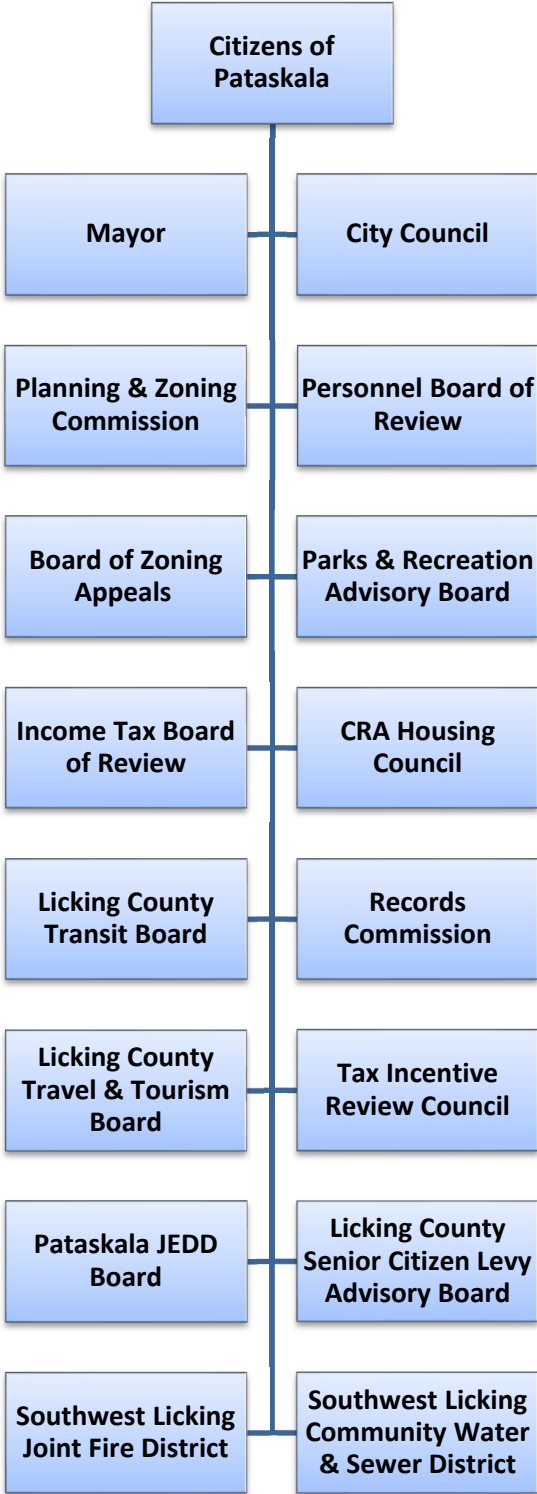 Citizens of
Pataskala
Mayor
City Council
Planning & Zoning
Commission
Personnel Board of
Review
Board of Zoning
Appeals
Parks & Recreation
Advisory Board
Income Tax Board
of Review
CRA Housing
Council
Licking County
Transit Board
Records
Commission
Licking County
Travel & Tourism
Board
Tax Incentive
Review Council
Pataskala JEDD
Board
Licking County
Senior Citizen Levy
Advisory Board
Southwest Licking
Joint Fire District
Southwest Licking
Community Water
& Sewer District